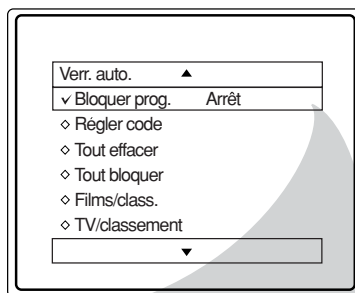 Verr. auto. ▲
✓ Bloquer prog. Arrêt
◇ Régler code
◇ Tout effacer
◇ Tout bloquer
◇ Films/class.
◇ TV/classement
▼